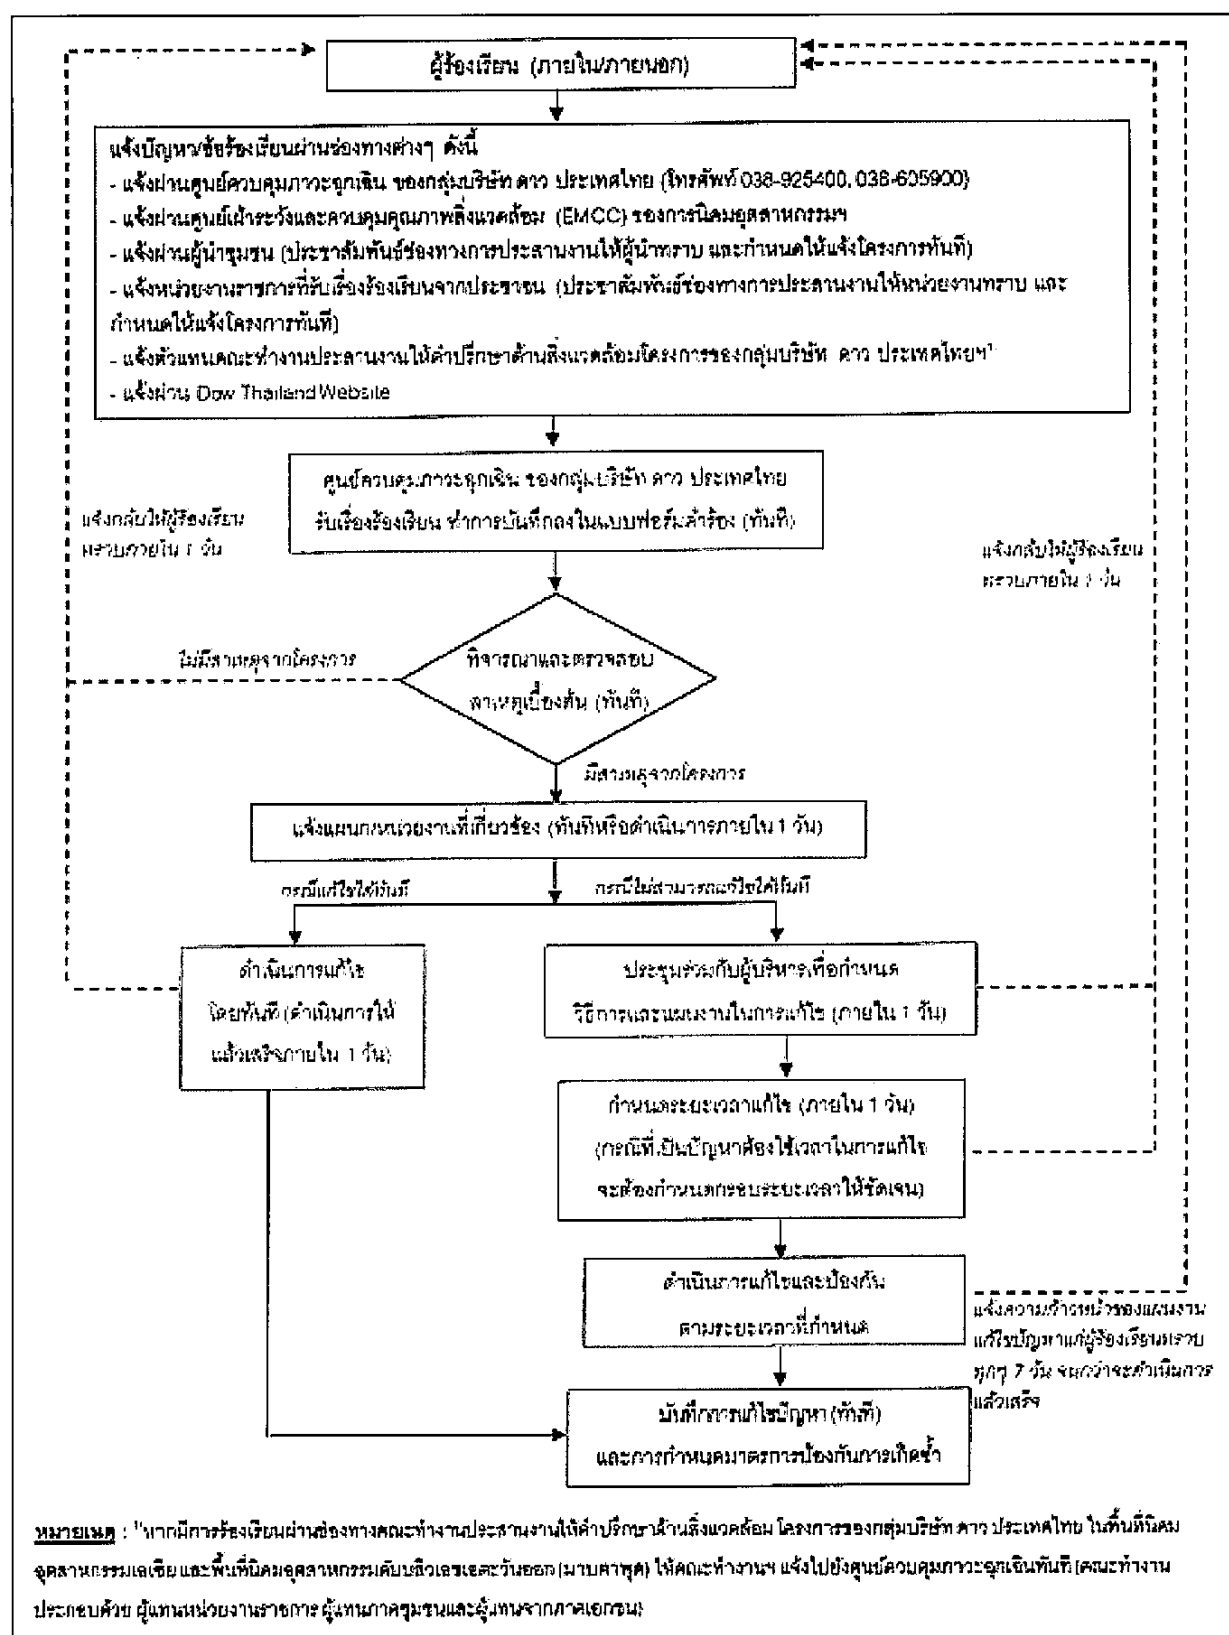 ผู้ร้องเรียน (ภายใน/ภายนอก)
แจ้งปัญหา/ข้อร้องเรียนผ่านช่องทางต่างๆ ดังนี้
- แจ้งผ่านศูนย์ควบคุมภาวะฉุกเฉิน ของกลุ่มบริษัท ดาว ประเทศไทย (โทรศัพท์ 038-925400, 038-605900)
- แจ้งผ่านศูนย์เฝ้าระวังและควบคุมคุณภาพสิ่งแวดล้อม (EMCC) ของการนิคมอุตสาหกรรมฯ
- แจ้งผ่านผู้นำชุมชน (ประชาสัมพันธ์ช่องทางการประสานงานให้ผู้นำทราบ และกำหนดให้แจ้งโครงการทันที)
- แจ้งหน่วยงานราชการที่รับเรื่องร้องเรียนจากประชาชน (ประชาสัมพันธ์ช่องทางการประสานงานให้หน่วยงานทราบ และ
กำหนดให้แจ้งโครงการทันที)
- แจ้งตัวแทนคณะทำงานประสานงานให้คำปรึกษาด้านสิ่งแวดล้อมโครงการของกลุ่มบริษัท ดาว ประเทศไทยฯ¹
- แจ้งผ่าน Dow Thailand Website
ศูนย์ควบคุมภาวะฉุกเฉิน ของกลุ่มบริษัท ดาว ประเทศไทย
รับเรื่องร้องเรียน ทำการบันทึกลงในแบบฟอร์มคำร้อง (ทันที)
แจ้งกลับให้ผู้ร้องเรียน
ทราบภายใน 1 วัน
แจ้งกลับให้ผู้ร้องเรียน
ทราบภายใน 1 วัน
ไม่มีสาเหตุจากโครงการ
พิจารณาและตรวจสอบ
สาเหตุเบื้องต้น (ทันที)
มีสาเหตุจากโครงการ
แจ้งแผนก/หน่วยงานที่เกี่ยวข้อง (ทันทีหรือดำเนินการภายใน 1 วัน)
กรณีแก้ไขได้ทันที
กรณีไม่สามารถแก้ไขได้ทันที
ดำเนินการแก้ไข
โดยทันที (ดำเนินการให้
แล้วเสร็จภายใน 1 วัน)
ประชุมร่วมกับผู้บริหารเพื่อกำหนด
วิธีการและแผนงานในการแก้ไข (ภายใน 1 วัน)
กำหนดระยะเวลาแก้ไข (ภายใน 1 วัน)
(กรณีที่เป็นปัญหาต้องใช้เวลาในการแก้ไข
จะต้องกำหนดกรอบระยะเวลาให้ชัดเจน)
ดำเนินการแก้ไขและป้องกัน
ตามระยะเวลาที่กำหนด
แจ้งความก้าวหน้าของแผนงาน
แก้ไขปัญหาแก่ผู้ร้องเรียนทราบ
ทุกๆ 7 วัน จนกว่าจะดำเนินการ
แล้วเสร็จ
บันทึกการแก้ไขปัญหา (ทันที)
และการกำหนดมาตรการป้องกันการเกิดซ้ำ
หมายเหตุ : ¹/หากมีการร้องเรียนผ่านช่องทางคณะทำงานประสานงานให้คำปรึกษาด้านสิ่งแวดล้อม โครงการของกลุ่มบริษัท ดาว ประเทศไทย ในพื้นที่นิคม
อุตสาหกรรมเอเชีย และพื้นที่นิคมอุตสาหกรรมดับบลิวเอชเอตะวันออก (มาบตาพุด) ให้คณะทำงานฯ แจ้งไปยังศูนย์ควบคุมภาวะฉุกเฉินทันที (คณะทำงาน
ประกอบด้วย ผู้แทนหน่วยงานราชการ ผู้แทนภาคชุมชนและผู้แทนจากภาคเอกชน)